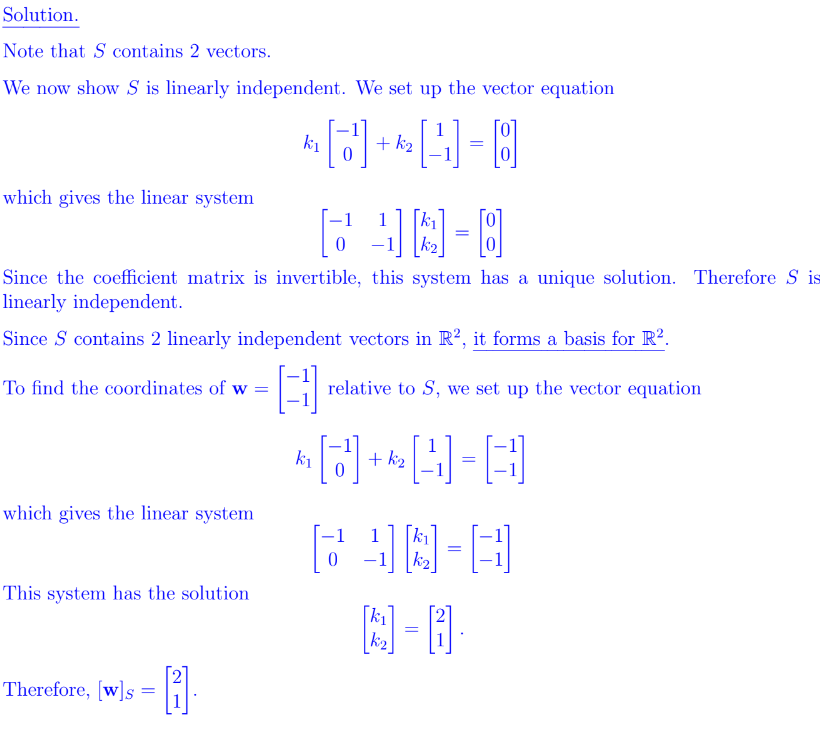 Solution.
Note that S contains 2 vectors.
We now show S is linearly independent. We set up the vector equation
$k_1 \begin{bmatrix} -1 \\ 0 \end{bmatrix} + k_2 \begin{bmatrix} 1 \\ -1 \end{bmatrix} = \begin{bmatrix} 0 \\ 0 \end{bmatrix}$
which gives the linear system
$\begin{bmatrix} -1 & 1 \\ 0 & -1 \end{bmatrix} \begin{bmatrix} k_1 \\ k_2 \end{bmatrix} = \begin{bmatrix} 0 \\ 0 \end{bmatrix}$
Since the coefficient matrix is invertible, this system has a unique solution. Therefore S is
linearly independent.
Since S contains 2 linearly independent vectors in $\mathbb{R}^2$, it forms a basis for $\mathbb{R}^2$.
To find the coordinates of $\mathbf{w} = \begin{bmatrix} -1 \\ -1 \end{bmatrix}$ relative to S, we set up the vector equation
$k_1 \begin{bmatrix} -1 \\ 0 \end{bmatrix} + k_2 \begin{bmatrix} 1 \\ -1 \end{bmatrix} = \begin{bmatrix} -1 \\ -1 \end{bmatrix}$
which gives the linear system
$\begin{bmatrix} -1 & 1 \\ 0 & -1 \end{bmatrix} \begin{bmatrix} k_1 \\ k_2 \end{bmatrix} = \begin{bmatrix} -1 \\ -1 \end{bmatrix}$
This system has the solution
$\begin{bmatrix} k_1 \\ k_2 \end{bmatrix} = \begin{bmatrix} 2 \\ 1 \end{bmatrix}.$
Therefore, $[\mathbf{w}]_S = \begin{bmatrix} 2 \\ 1 \end{bmatrix}.$